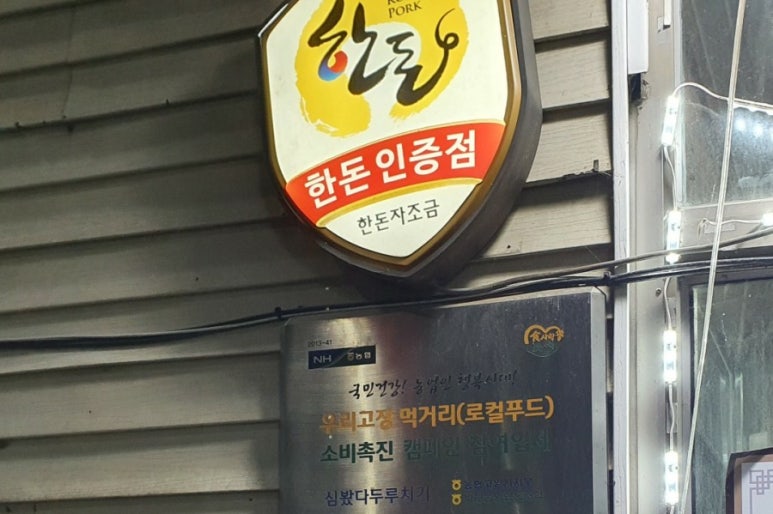 PORK
한돈
한돈 인증점
한돈자조금
2013-41
NH 농협
국민건강! 농업인 행복시대!
우리고장 먹거리(로컬푸드)
소비촉진 캠페인 참여업소
심봤다두루치기